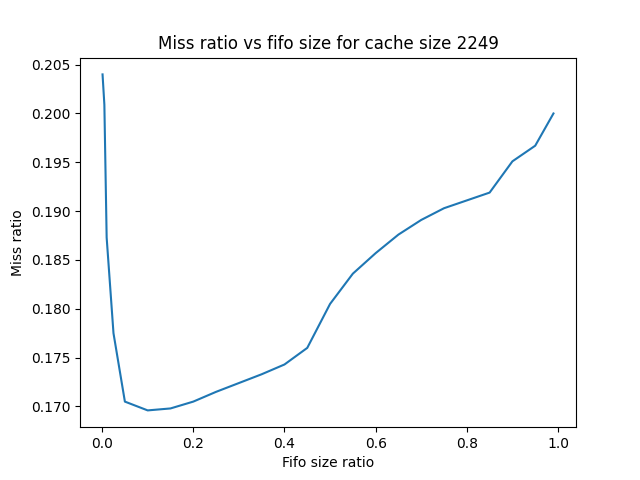 Miss ratio vs fifo size for cache size 2249
0.205
0.200
0.195
0.190
0.185
0.180
0.175
0.170
Miss ratio
0.0 0.2 0.4 0.6 0.8 1.0
Fifo size ratio